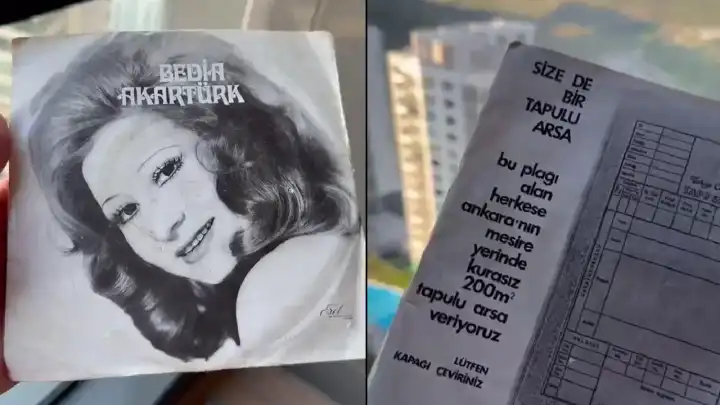 BEDİA
AKARTÜRK
Erol
SİZE DE
BİR
TAPULU
ARSA
bu plağı
alan
herkese
ankara'nın
mesire
yerinde
kurasız
200m²
tapulu arsa
veriyoruz
LÜTFEN
KAPAĞI ÇEVİRİNİZ